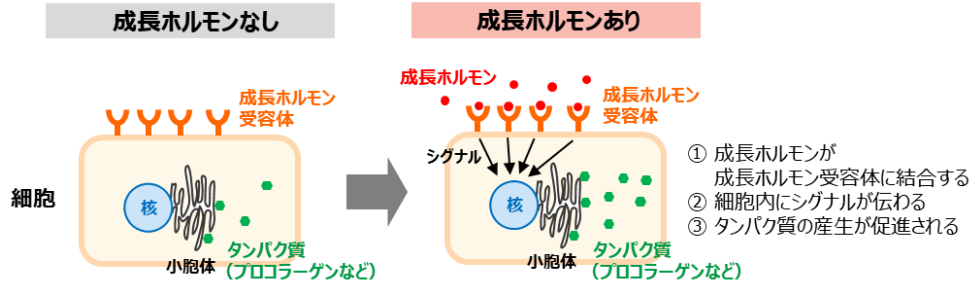 成長ホルモンなし
成長ホルモンあり
成長ホルモン
受容体
細胞
核
小胞体
タンパク質
(プロコラーゲンなど)
成長ホルモン
成長ホルモン
受容体
シグナル
核
小胞体
タンパク質
(プロコラーゲンなど)
① 成長ホルモンが
成長ホルモン受容体に結合する
② 細胞内にシグナルが伝わる
③ タンパク質の産生が促進される